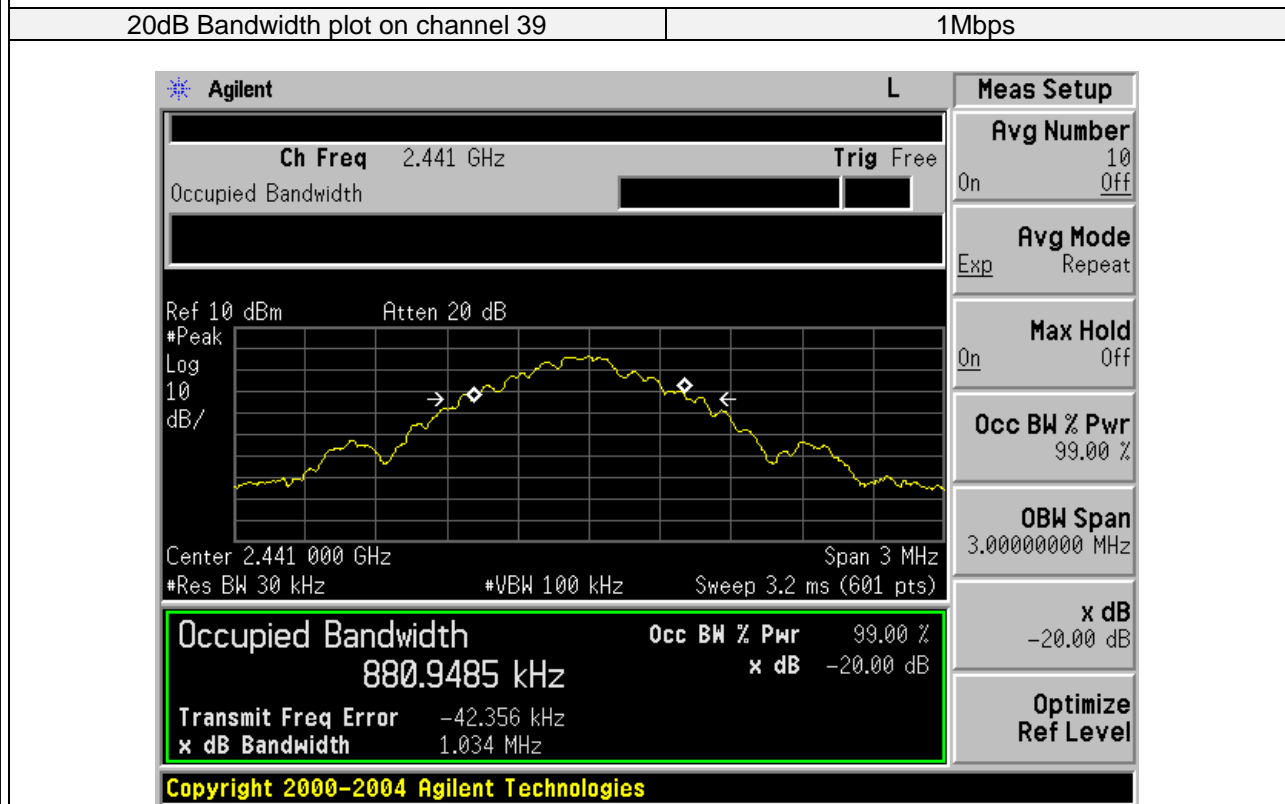 20dB Bandwidth plot on channel 39 1Mbps
Agilent L Meas Setup
Ch Freq 2.441 GHz Trig Free
Occupied Bandwidth
Avg Number
10
On Off
Avg Mode
Exp Repeat
Max Hold
On Off
Occ BW % Pwr
99.00 %
OBW Span
3.00000000 MHz
x dB
-20.00 dB
Optimize
Ref Level
Ref 10 dBm Atten 20 dB
#Peak
Log
10
dB/
Center 2.441 000 GHz Span 3 MHz
#Res BW 30 kHz #VBW 100 kHz Sweep 3.2 ms (601 pts)
Occupied Bandwidth Occ BW % Pwr 99.00 %
880.9485 kHz x dB -20.00 dB
Transmit Freq Error -42.356 kHz
x dB Bandwidth 1.034 MHz
Copyright 2000-2004 Agilent Technologies